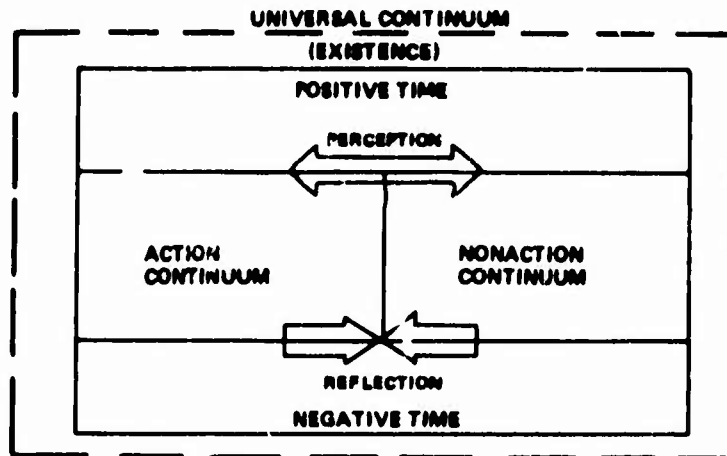 UNIVERSAL CONTINUUM
(EXISTENCE)
POSITIVE TIME
PERCEPTION
ACTION
CONTINUUM
NONACTION
CONTINUUM
REFLECTION
NEGATIVE TIME